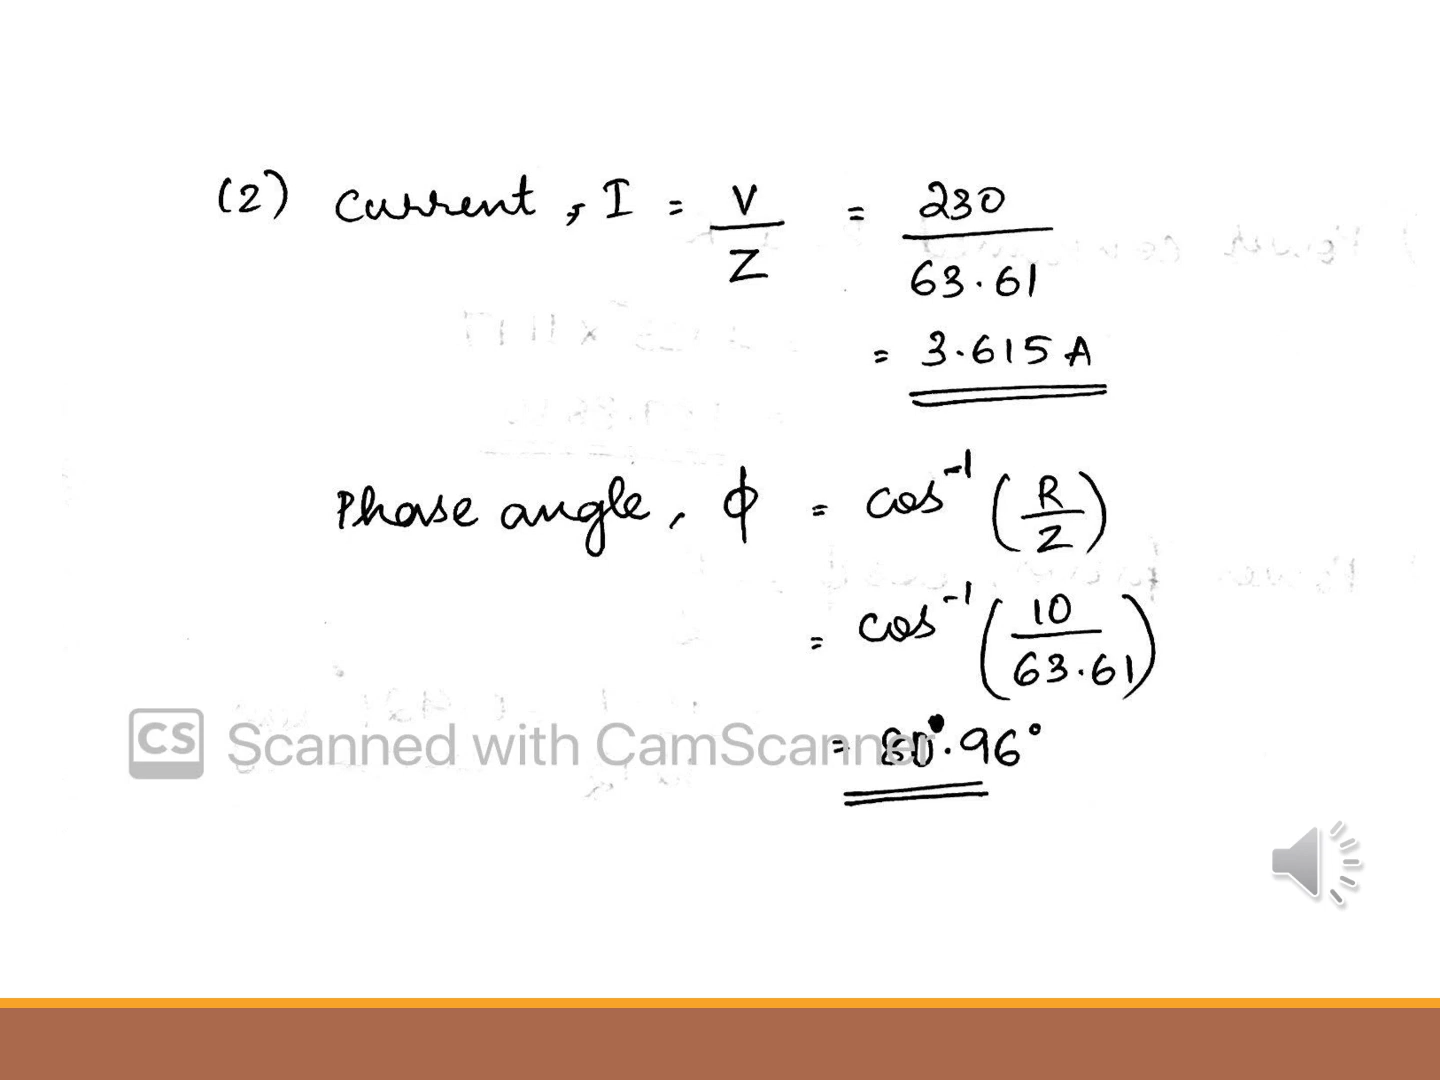 (2) Current, I = V/Z = 230/63.61
= 3.615 A
Phase angle, ϕ = cos⁻¹ (R/Z)
= cos⁻¹ (10/63.61)
= 80.96°
CS Scanned with CamScanner